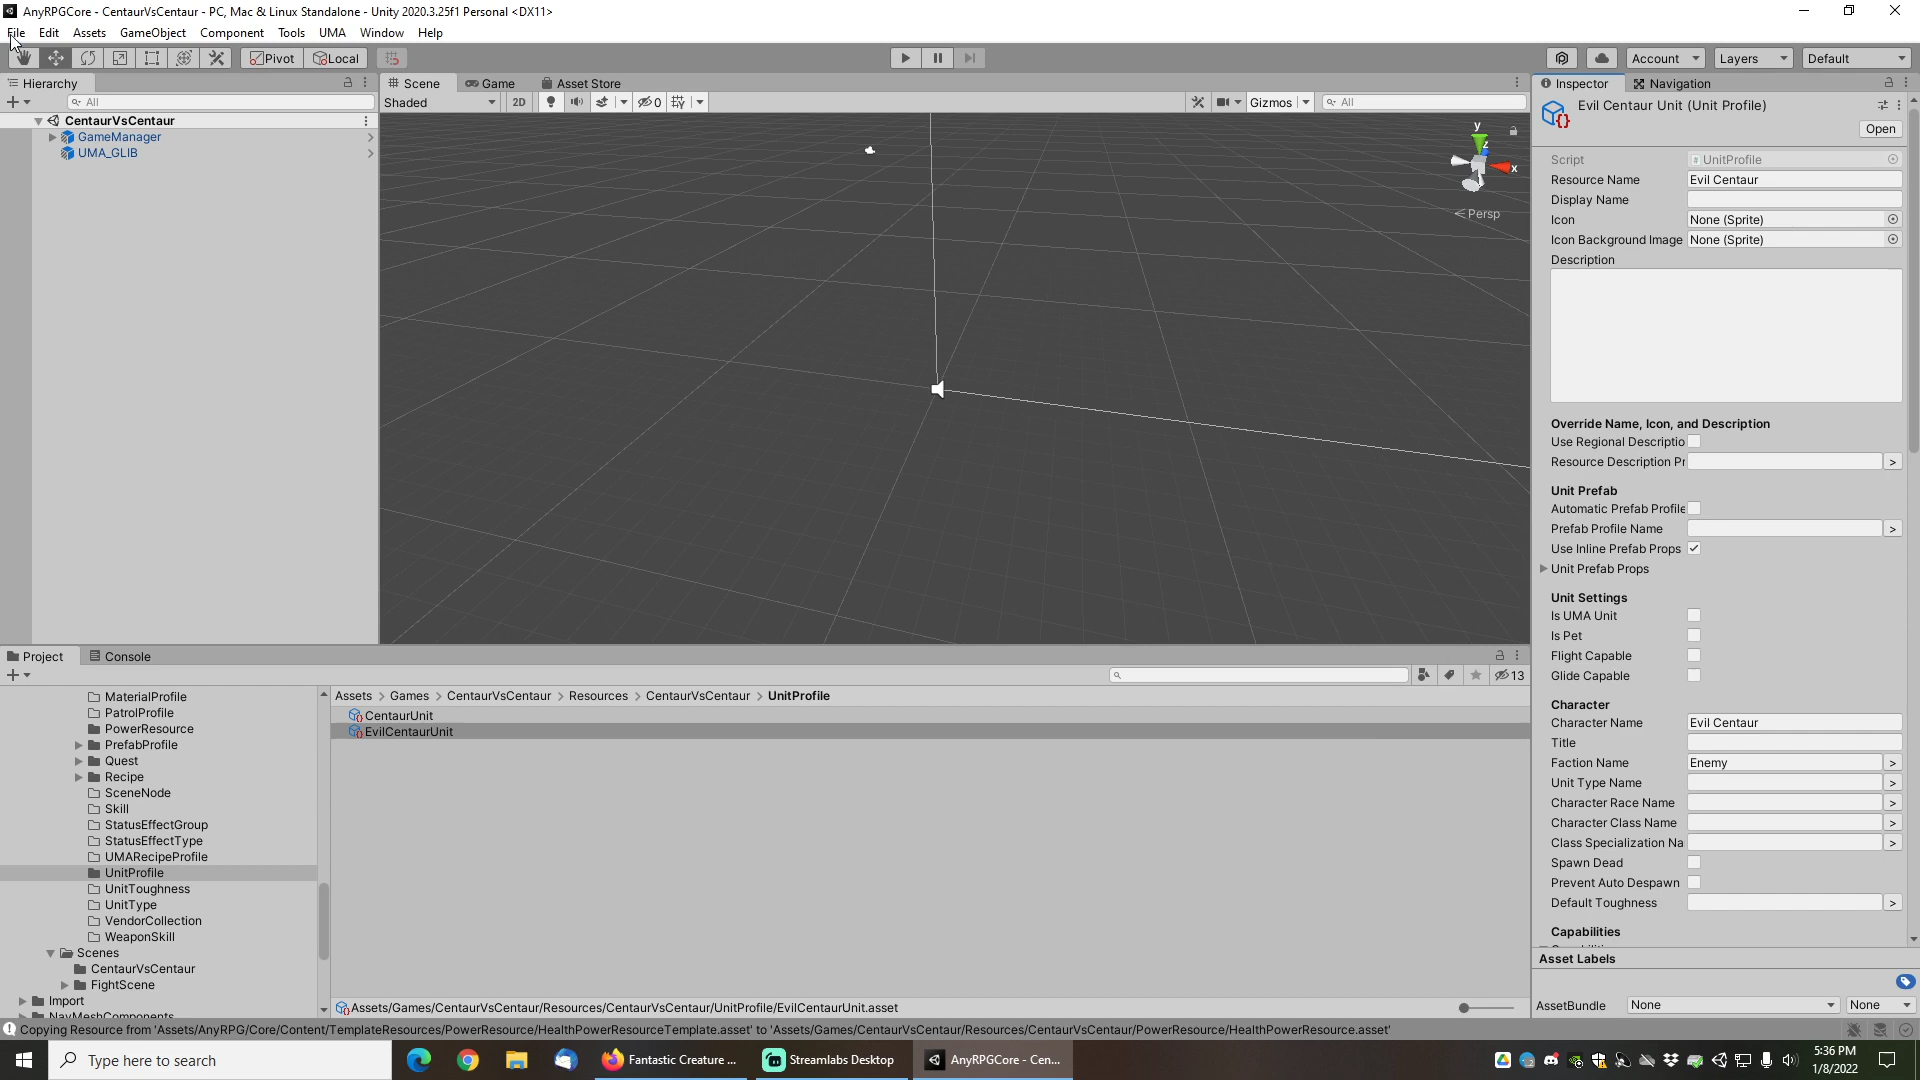 AnyRPGCore - CentaurVsCentaur - PC, Mac & Linux Standalone - Unity 2020.3.25f1 Personal <DX11>
File Edit Assets GameObject Component Tools UMA Window Help
Pivot Local Account Layers Default
Hierarchy
All
CentaurVsCentaur
GameManager
UMA_GLIB
Scene Game Asset Store
Shaded 2D 0 Gizmos All
y
z
x
< Persp
Inspector Navigation
Evil Centaur Unit (Unit Profile)
Open
Script UnitProfile
Resource Name Evil Centaur
Display Name
Icon None (Sprite)
Icon Background Image None (Sprite)
Description
Override Name, Icon, and Description
Use Regional Descriptio
Resource Description Pr >
Unit Prefab
Automatic Prefab Profile
Prefab Profile Name >
Use Inline Prefab Props
Unit Prefab Props
Unit Settings
Is UMA Unit
Is Pet
Flight Capable
Glide Capable
Character
Character Name Evil Centaur
Title
Faction Name Enemy >
Unit Type Name >
Character Race Name >
Character Class Name >
Class Specialization Na >
Spawn Dead
Prevent Auto Despawn
Default Toughness >
Capabilities
Asset Labels
AssetBundle None None
Project Console
13
MaterialProfile
PatrolProfile
PowerResource
PrefabProfile
Quest
Recipe
SceneNode
Skill
StatusEffectGroup
StatusEffectType
UMARecipeProfile
UnitProfile
UnitToughness
UnitType
VendorCollection
WeaponSkill
Scenes
CentaurVsCentaur
FightScene
Import
NavMeshComponents
Assets > Games > CentaurVsCentaur > Resources > CentaurVsCentaur > UnitProfile
CentaurUnit
EvilCentaurUnit
Assets/Games/CentaurVsCentaur/Resources/CentaurVsCentaur/UnitProfile/EvilCentaurUnit.asset
Copying Resource from 'Assets/AnyRPG/Core/Content/TemplateResources/PowerResource/HealthPowerResourceTemplate.asset' to 'Assets/Games/CentaurVsCentaur/Resources/CentaurVsCentaur/PowerResource/HealthPowerResource.asset'
Type here to search
Fantastic Creature ...
Streamlabs Desktop
AnyRPGCore - Cen...
5:36 PM
1/8/2022